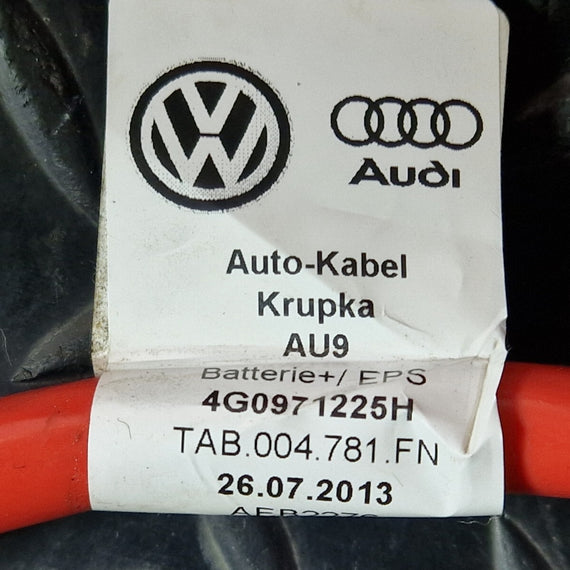 Audi
Auto-Kabel
Krupka
AU9
Batterie+/ EPS
4G0971225H
TAB.004.781.FN
26.07.2013